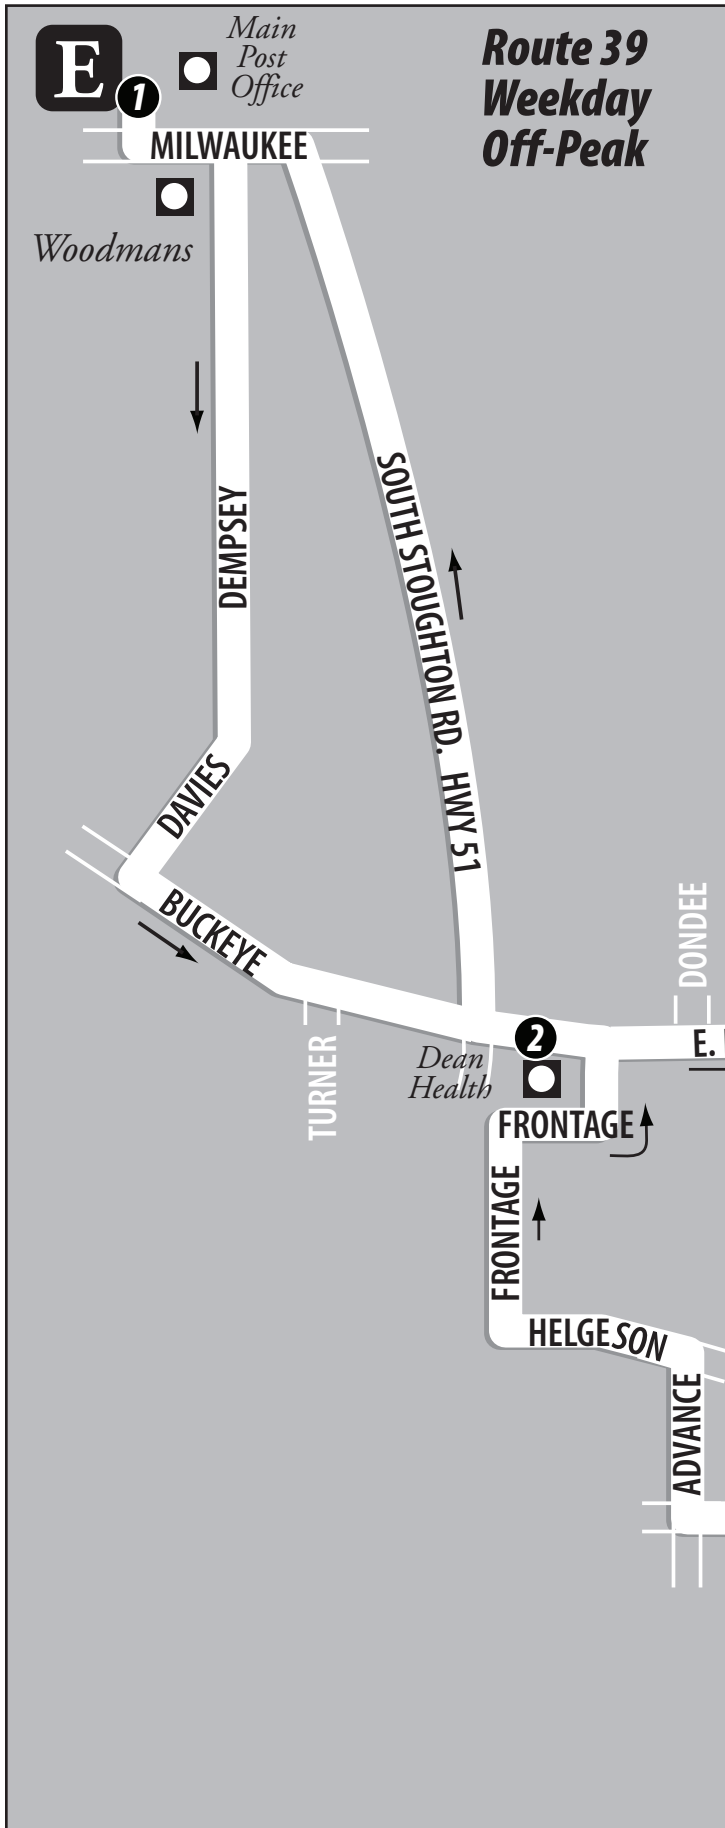 E
1
Main
Post
Office
Route 39
Weekday
Off-Peak
MILWAUKEE
Woodmans
DEMPSEY
SOUTH STOUGHTON RD. HWY 51
DAVIES
BUCKEYE
DONDEE
TURNER
2
E.
Dean
Health
FRONTAGE
FRONTAGE
HELGESON
ADVANCE